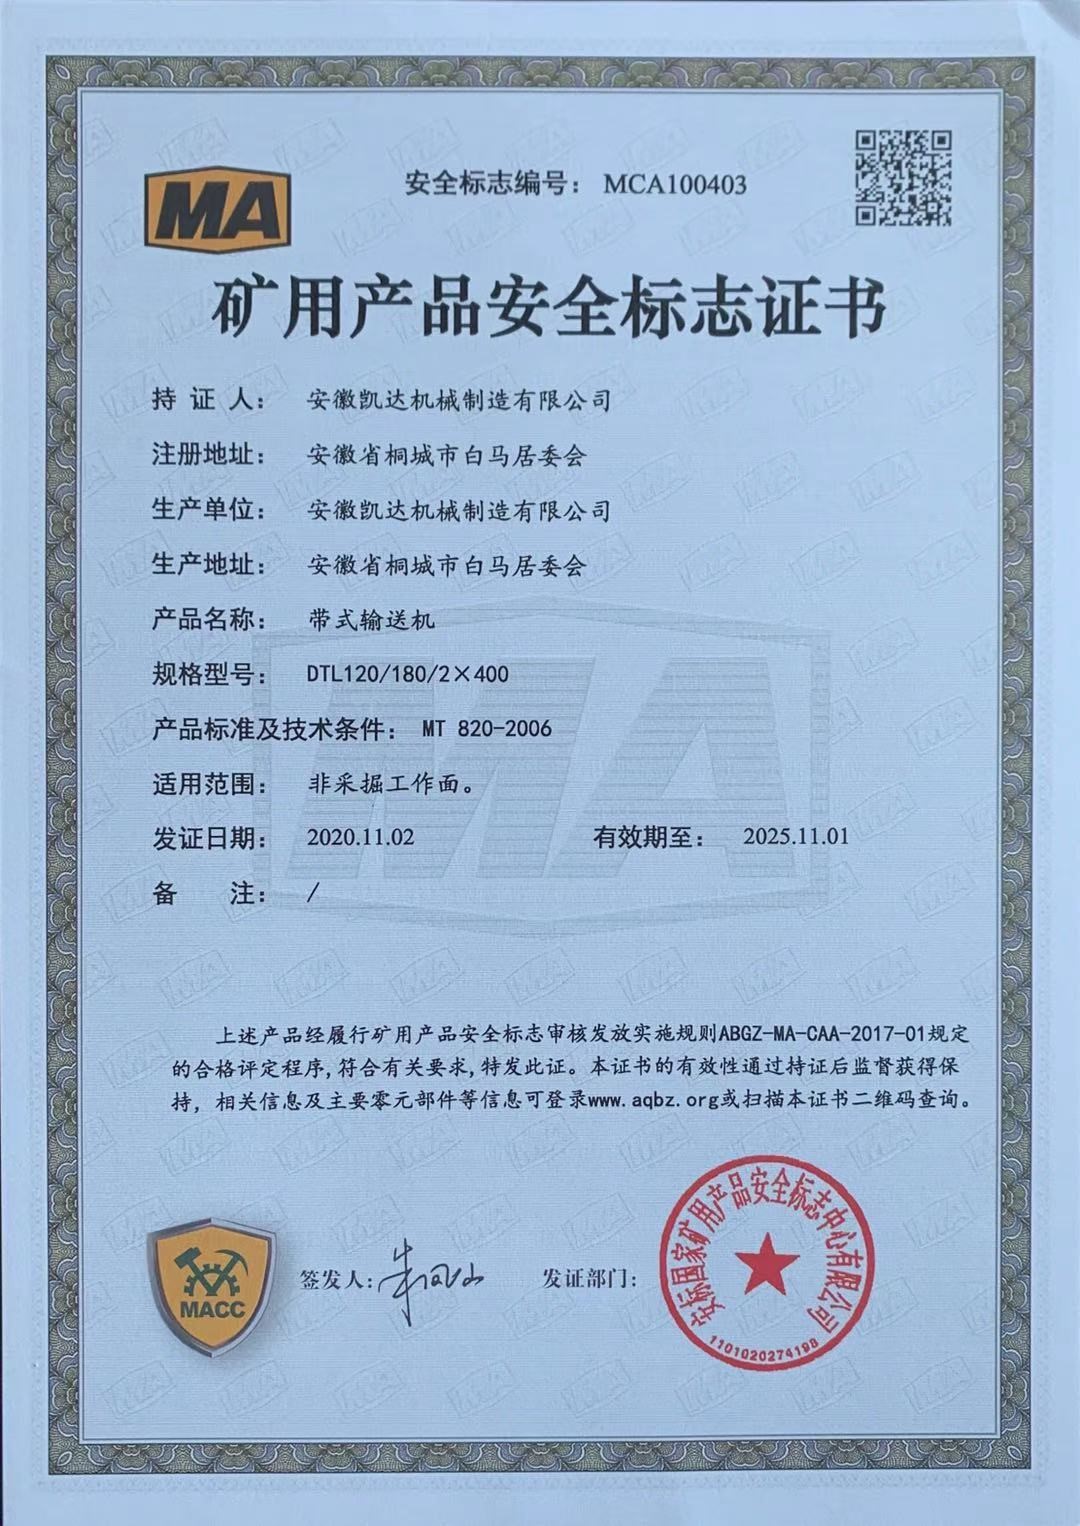 MA
安全标志编号： MCA100403
矿用产品安全标志证书
持 证 人： 安徽凯达机械制造有限公司
注册地址： 安徽省桐城市白马居委会
生产单位： 安徽凯达机械制造有限公司
生产地址： 安徽省桐城市白马居委会
产品名称： 带式输送机
规格型号： DTL120/180/2×400
产品标准及技术条件： MT 820-2006
适用范围： 非采掘工作面。
发证日期： 2020.11.02 有效期至： 2025.11.01
备 注： /
上述产品经履行矿用产品安全标志审核发放实施规则ABGZ-MA-CAA-2017-01规定
的合格评定程序,符合有关要求,特发此证。本证书的有效性通过持证后监督获得保
持，相关信息及主要零元部件等信息可登录www.aqbz.org或扫描本证书二维码查询。
MACC
签发人：
发证部门：
安标国家矿用产品安全标志中心有限公司
1101020274198